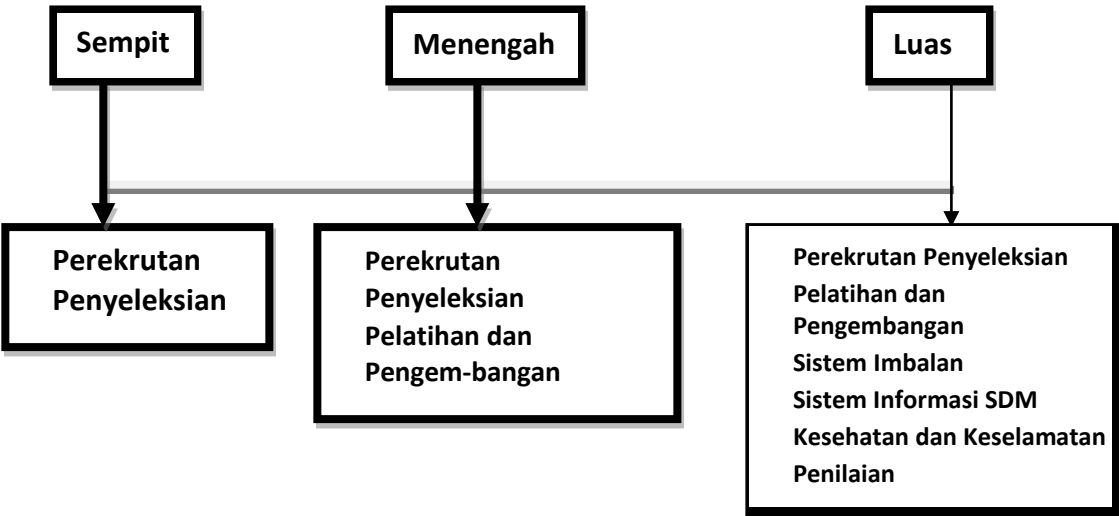 Sempit
Menengah
Luas
Perekrutan
Penyeleksian
Perekrutan
Penyeleksian
Pelatihan dan
Pengem-bangan
Perekrutan Penyeleksian
Pelatihan dan
Pengembangan
Sistem Imbalan
Sistem Informasi SDM
Kesehatan dan Keselamatan
Penilaian